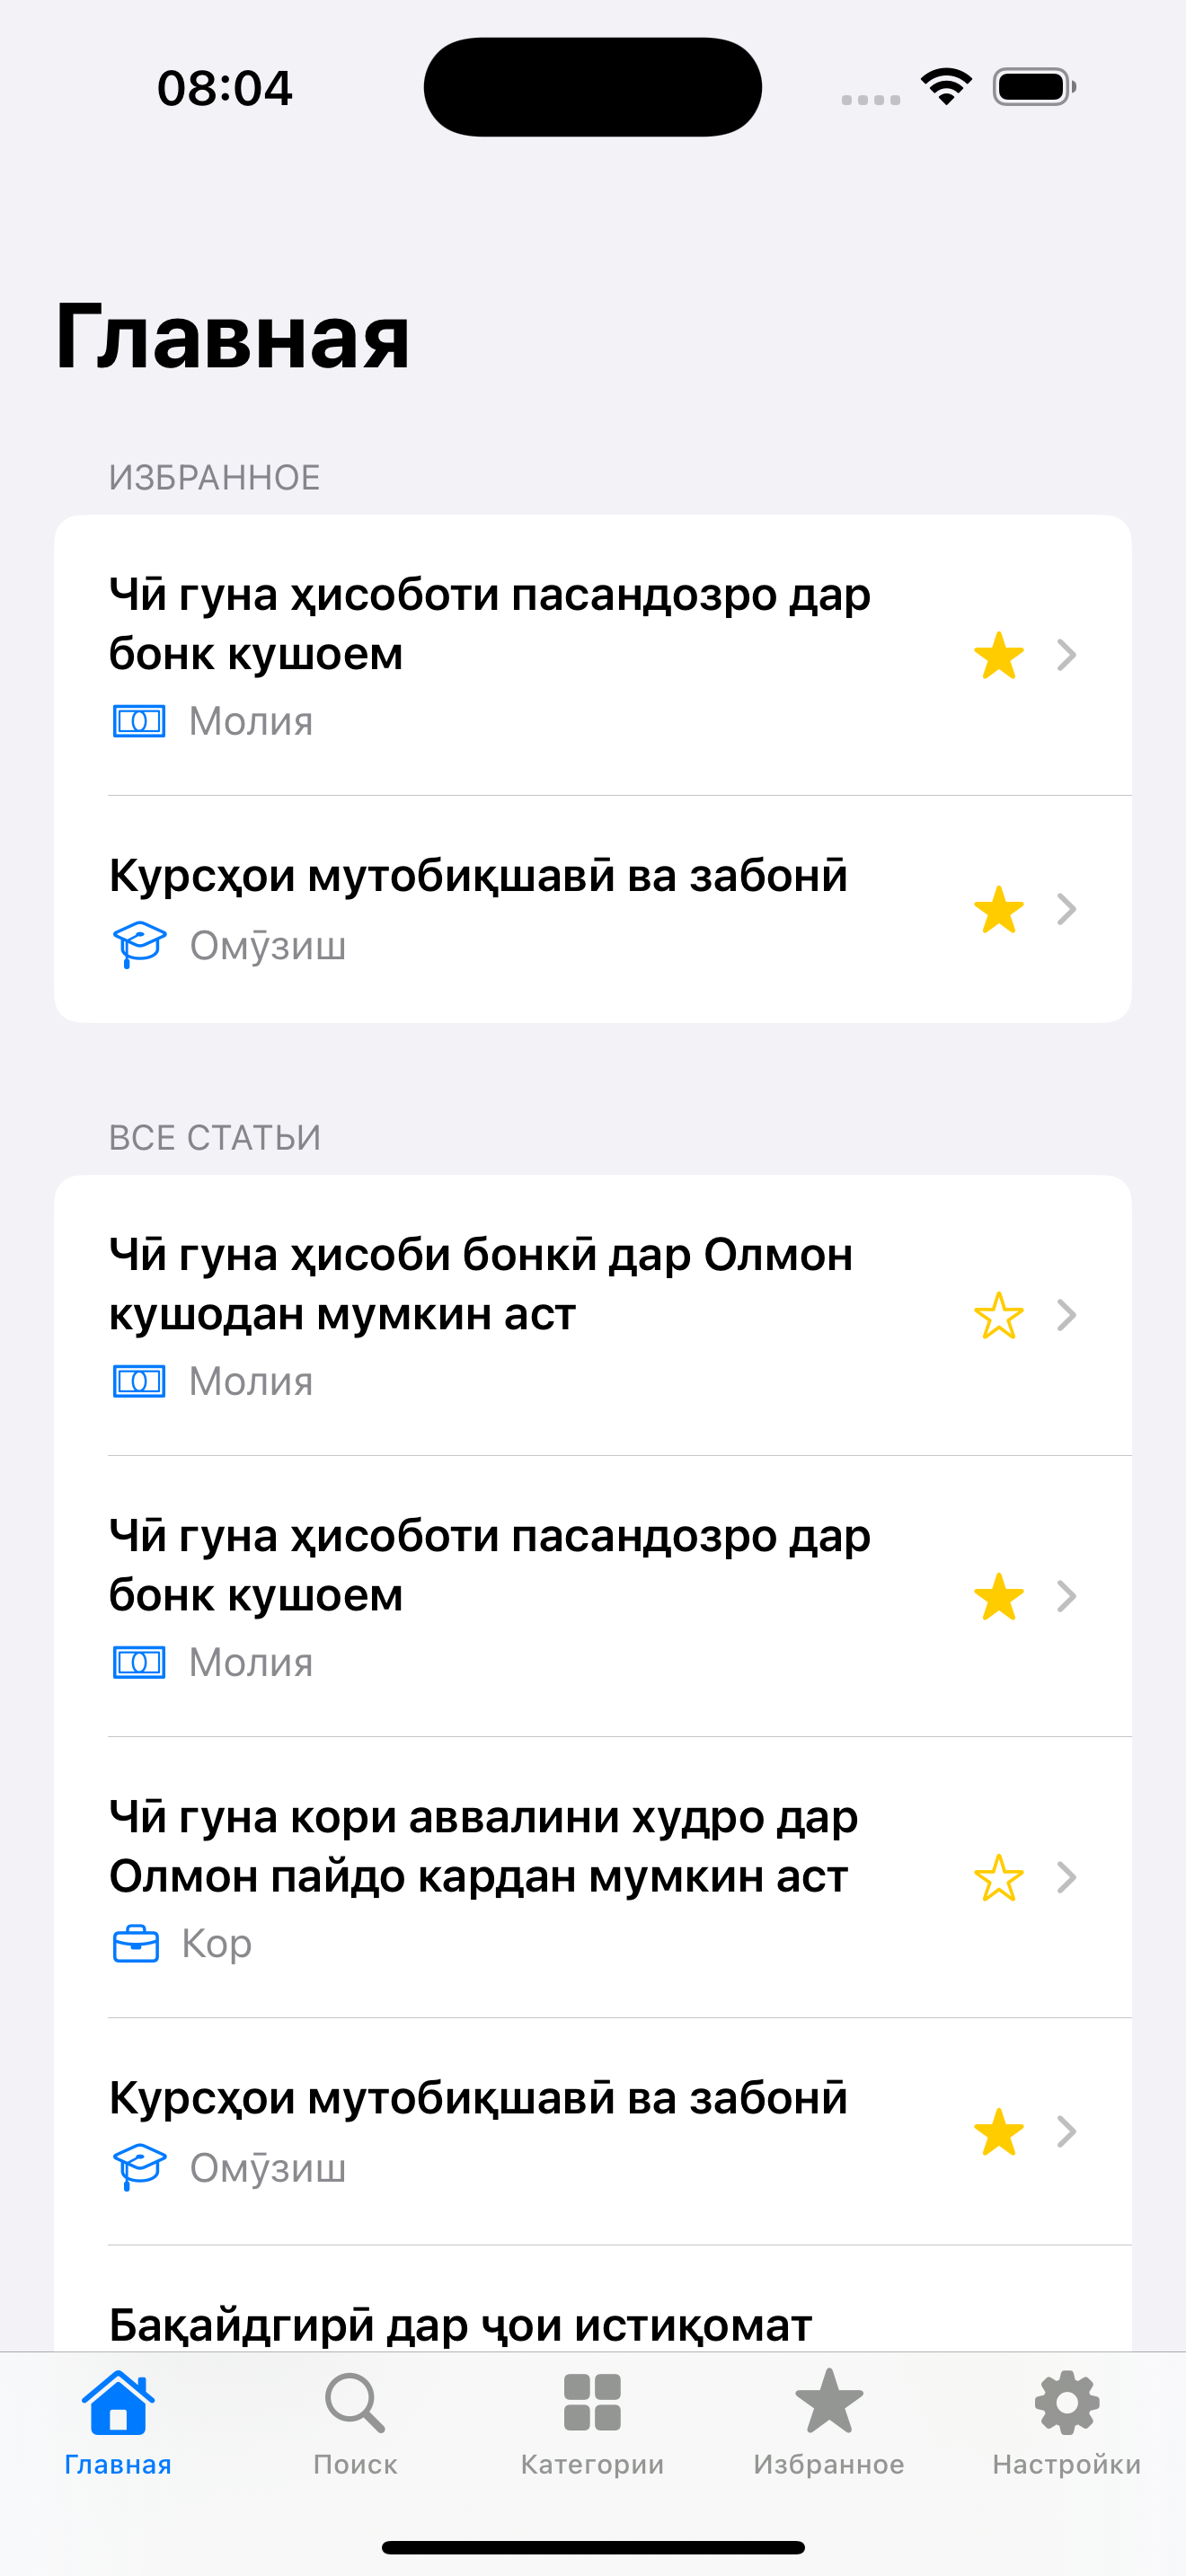 08:04
Главная
ИЗБРАННОЕ
Чӣ гуна ҳисоботи пасандозро дар
бонк кушоем
Молия
Курсҳои мутобиқшавӣ ва забонӣ
Омӯзиш
ВСЕ СТАТЬИ
Чӣ гуна ҳисоби бонкӣ дар Олмон
кушодан мумкин аст
Молия
Чӣ гуна ҳисоботи пасандозро дар
бонк кушоем
Молия
Чӣ гуна кори аввалини худро дар
Олмон пайдо кардан мумкин аст
Кор
Курсҳои мутобиқшавӣ ва забонӣ
Омӯзиш
Бақайдгирӣ дар ҷои истиқомат
Главная
Поиск
Категории
Избранное
Настройки